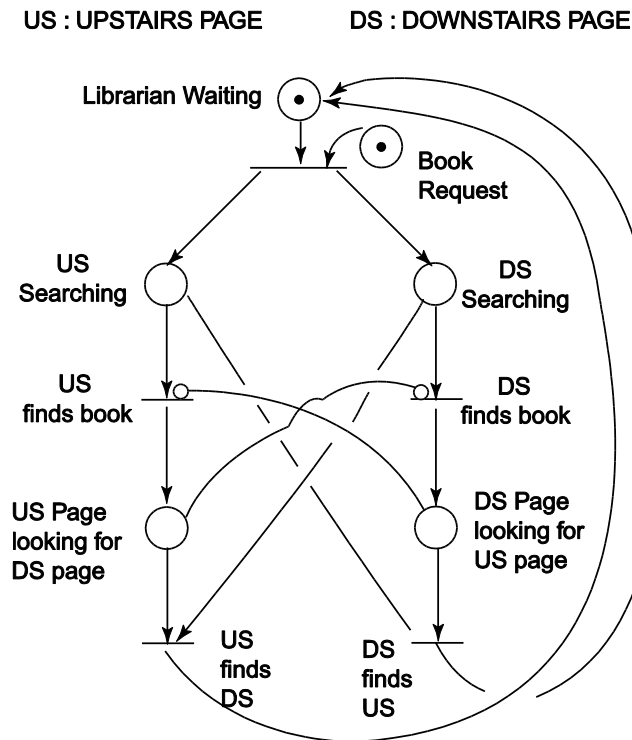 US : UPSTAIRS PAGE
DS : DOWNSTAIRS PAGE
Librarian Waiting
Book
Request
US
Searching
DS
Searching
US
finds book
DS
finds book
US Page
looking for
DS page
DS Page
looking for
US page
US
finds
DS
DS
finds
US